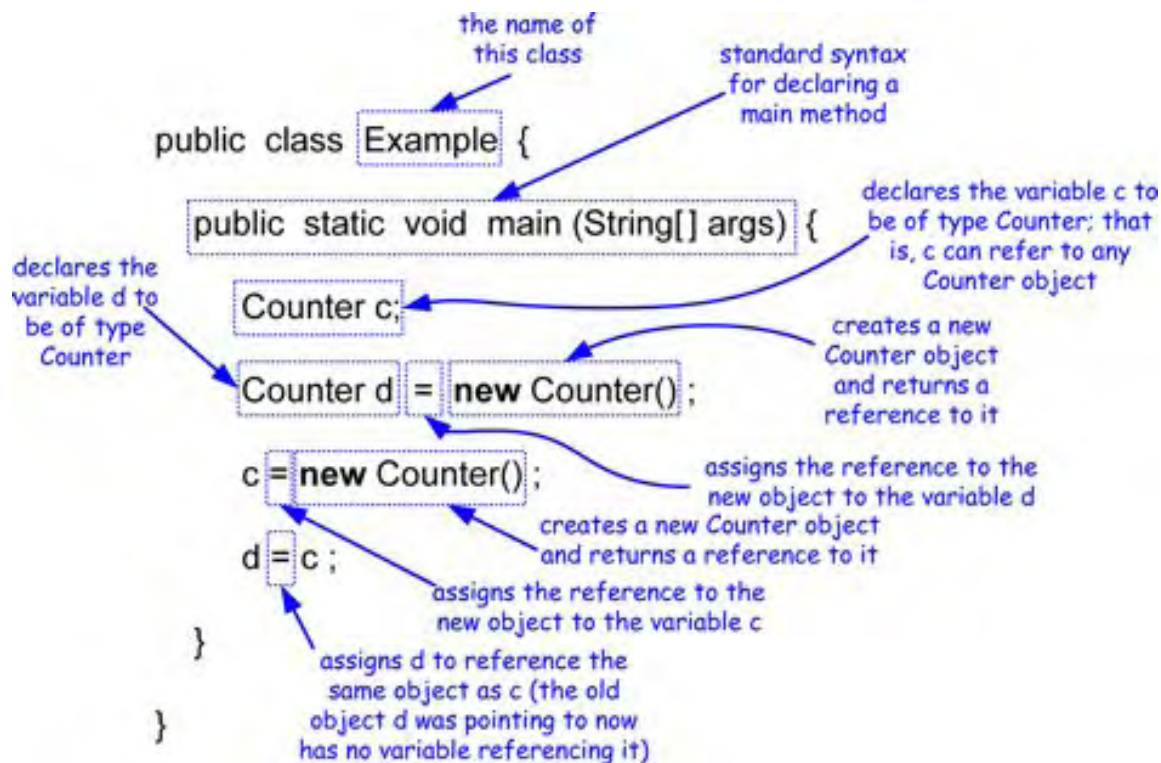 the name of
this class
standard syntax
for declaring a
main method
public class Example {
public static void main (String[] args) {
declares the variable c to
be of type Counter; that
is, c can refer to any
Counter object
declares the
variable d to
be of type
Counter
Counter c;
creates a new
Counter object
and returns a
reference to it
Counter d = new Counter() ;
assigns the reference to the
new object to the variable d
c = new Counter() ;
creates a new Counter object
and returns a reference to it
d = c ;
assigns the reference to the
new object to the variable c
}
assigns d to reference the
same object as c (the old
object d was pointing to now
has no variable referencing it)
}